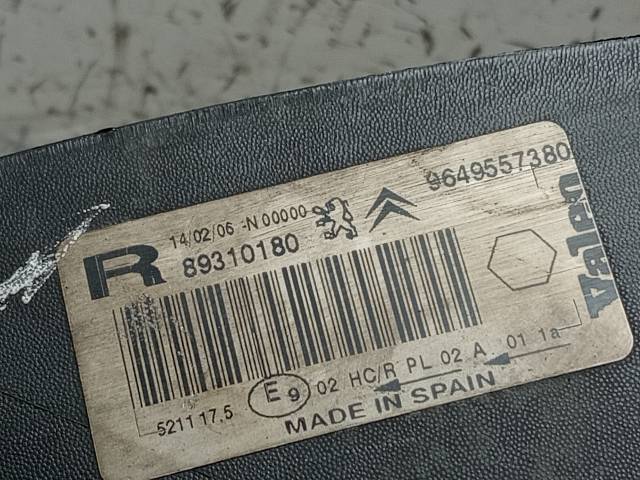 R
14/02/06 -N 00000
89310180
9649557380
Valeo
5211 17.5
E 9
02 HC/R PL 02 A 01 1a
MADE IN SPAIN